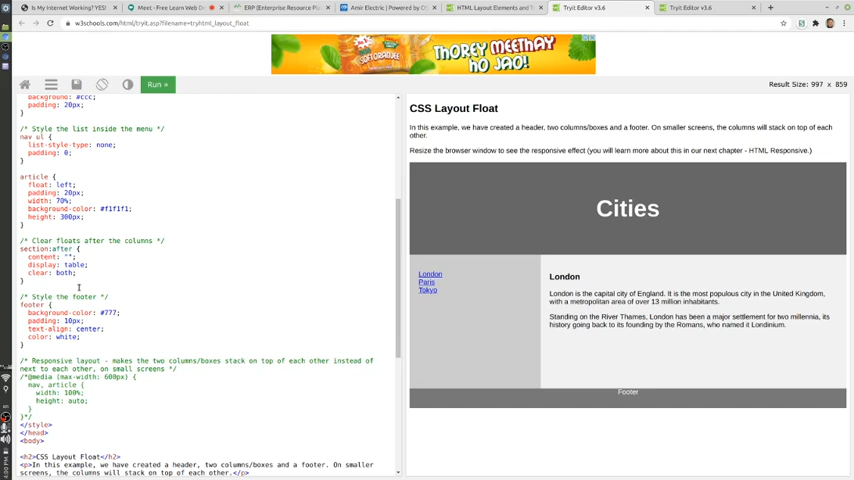 Is My Internet Working? YES!
Meet - Free Learn Web D
ERP (Enterprise Resource Pla
Amir Electric | Powered by C
HTML Layout Elements and T
Tryit Editor v3.6
Tryit Editor v3.6
w3schools.com/html/tryit.asp?filename=tryhtml_layout_float
THOREY MEETHAY
HO JAO!
Run »
Result Size: 997 x 859
background: #ccc;
padding: 20px;
}
/* Style the list inside the menu */
nav ul {
list-style-type: none;
padding: 0;
}
article {
float: left;
padding: 20px;
width: 70%;
background-color: #f1f1f1;
height: 300px;
}
/* Clear floats after the columns */
section:after {
content: "";
display: table;
clear: both;
}
/* Style the footer */
footer {
background-color: #777;
padding: 10px;
text-align: center;
color: white;
}
/* Responsive layout - makes the two columns/boxes stack on top of each other instead of
next to each other, on small screens */
/*@media (max-width: 600px) {
nav, article {
width: 100%;
height: auto;
}
}*/
</style>
</head>
<body>
<h2>CSS Layout Float</h2>
<p>In this example, we have created a header, two columns/boxes and a footer. On smaller
screens, the columns will stack on top of each other.</p>
CSS Layout Float
In this example, we have created a header, two columns/boxes and a footer. On smaller screens, the columns will stack on top of each
other.
Resize the browser window to see the responsive effect (you will learn more about this in our next chapter - HTML Responsive.)
Cities
London
Paris
Tokyo
London
London is the capital city of England. It is the most populous city in the United Kingdom,
with a metropolitan area of over 13 million inhabitants.
Standing on the River Thames, London has been a major settlement for two millennia, its
history going back to its founding by the Romans, who named it Londinium.
Footer